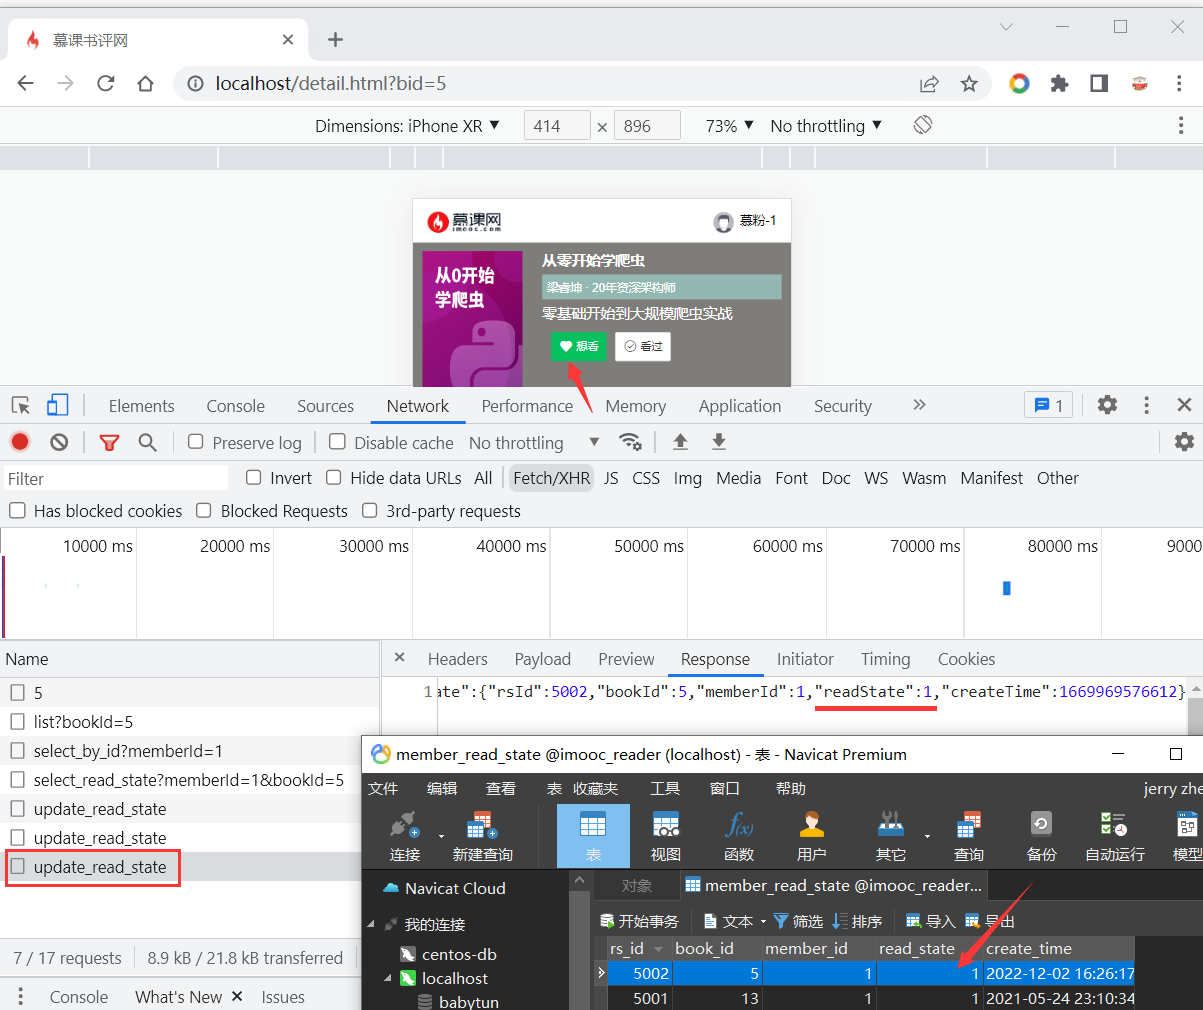 慕课书评网
localhost/detail.html?bid=5
Dimensions: iPhone XR ▼ 414 × 896 73% ▼ No throttling ▼
慕课网
imooc.com
慕粉-1
从0开始
学爬虫
从零开始学爬虫
梁睿坤 · 20年资深架构师
零基础开始到大规模爬虫实战
想看 看过
Elements Console Sources Network Performance Memory Application Security » 1
Preserve log Disable cache No throttling ▼
Filter Invert Hide data URLs All Fetch/XHR JS CSS Img Media Font Doc WS Wasm Manifest Other
Has blocked cookies Blocked Requests 3rd-party requests
10000 ms 20000 ms 30000 ms 40000 ms 50000 ms 60000 ms 70000 ms 80000 ms 9000
Name
5
list?bookId=5
select_by_id?memberId=1
select_read_state?memberId=1&bookId=5
update_read_state
update_read_state
update_read_state
7 / 17 requests 8.9 kB / 21.8 kB transferred
Console What's New × Issues
× Headers Payload Preview Response Initiator Timing Cookies
1 ate":{"rsId":5002,"bookId":5,"memberId":1,"readState":1,"createTime":1669969576612}
member_read_state @imooc_reader (localhost) - 表 - Navicat Premium
文件 编辑 查看 表 收藏夹 工具 窗口 帮助 jerry zhe
连接 新建查询 表 视图 f(x) 函数 用户 其它 查询 备份 自动运行 模型
Navicat Cloud
我的连接
centos-db
localhost
babytun
对象 member_read_state @imooc_reader...
开始事务 文本 筛选 排序 导入 导出
rs_id book_id member_id read_state create_time
5002 5 1 1 2022-12-02 16:26:17
5001 13 1 1 2021-05-24 23:10:34